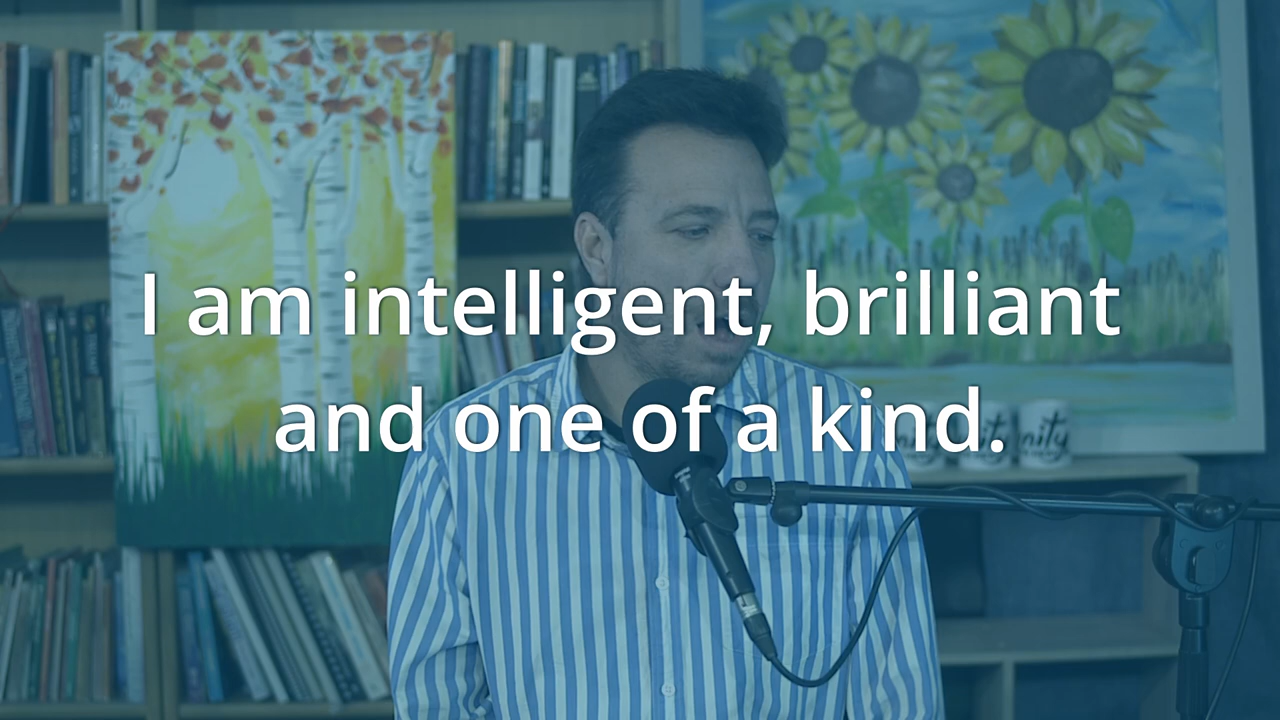 I am intelligent, brilliant
and one of a kind.